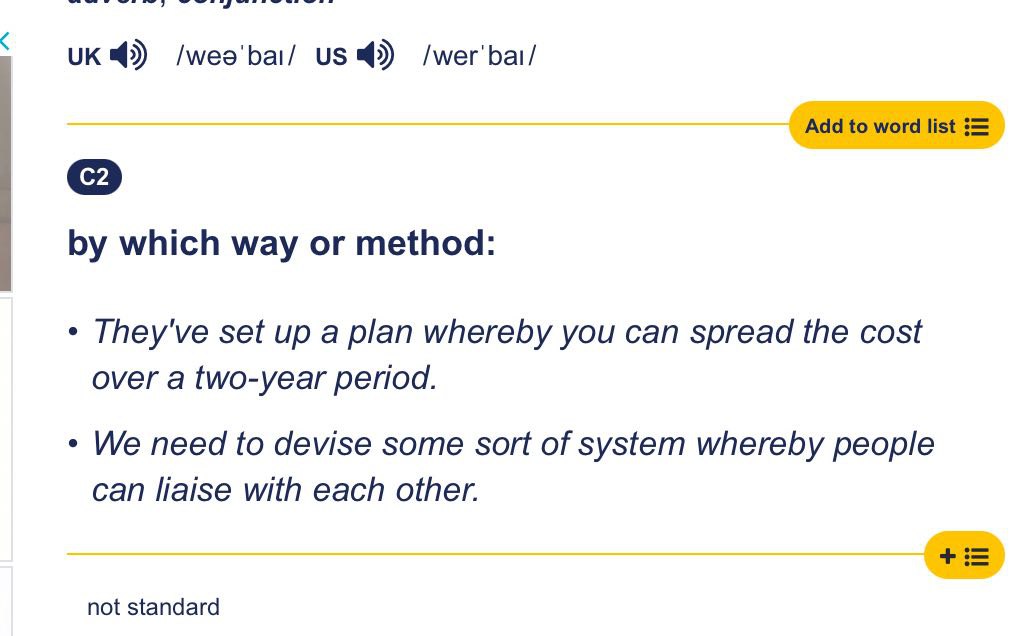 adverb, conjunction
UK /weəˈbaɪ/ US /werˈbaɪ/
Add to word list
C2
by which way or method:
• They've set up a plan whereby you can spread the cost
over a two-year period.
• We need to devise some sort of system whereby people
can liaise with each other.
+
not standard